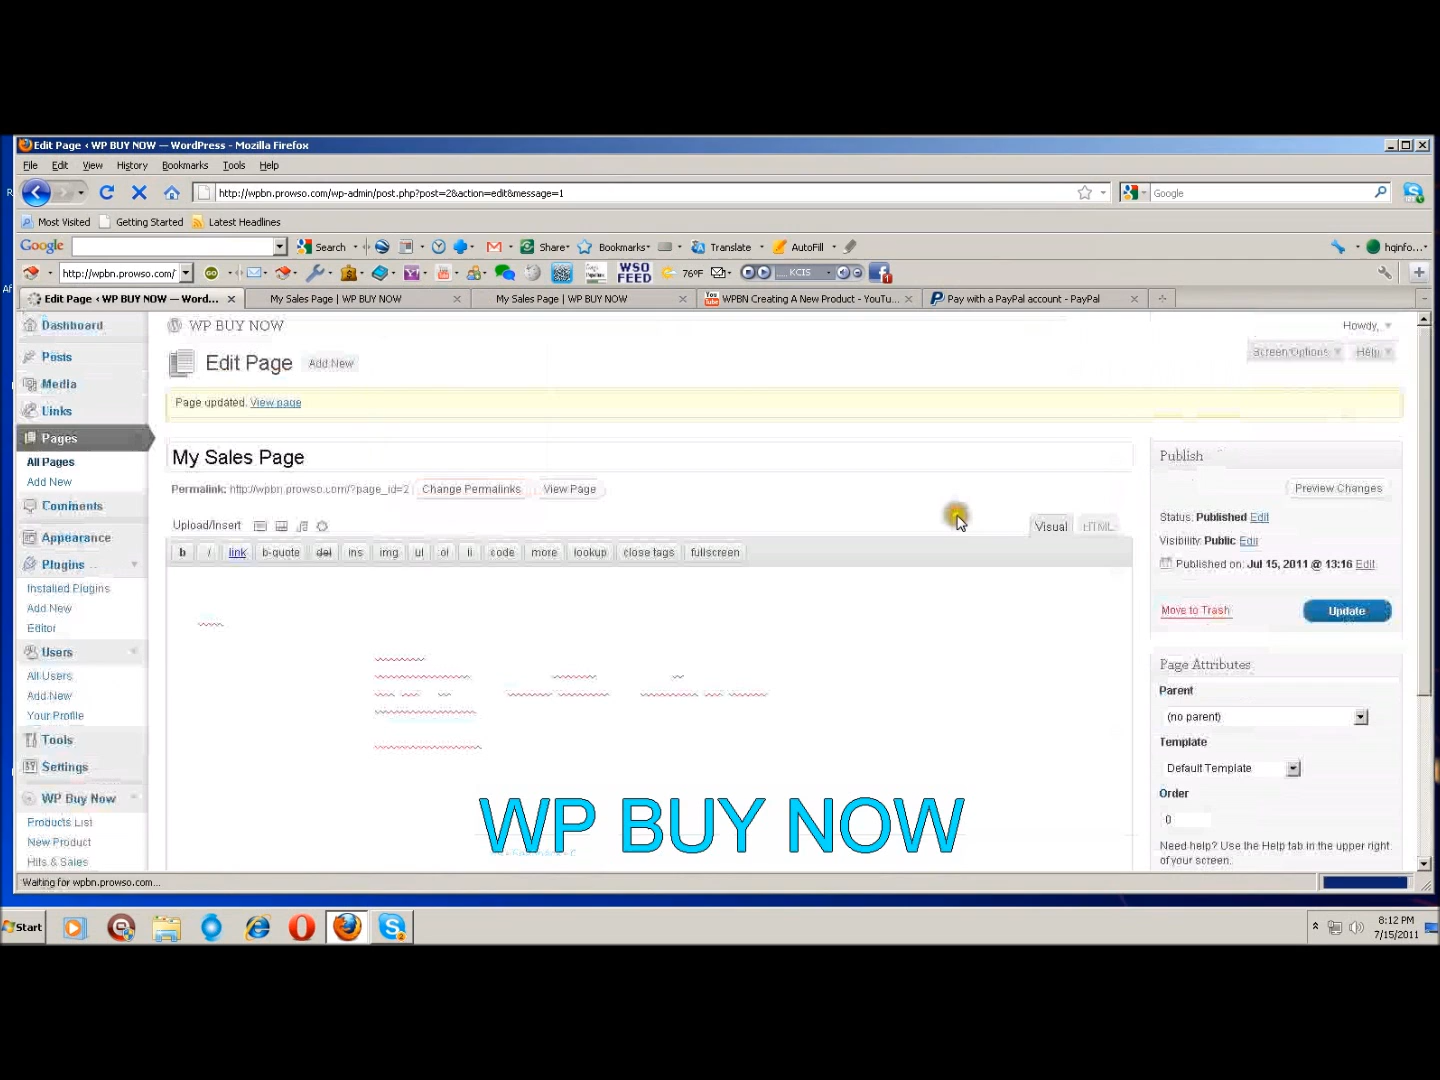 Edit Page ‹ WP BUY NOW — WordPress - Mozilla Firefox
File Edit View History Bookmarks Tools Help
http://wpbn.prowso.com/wp-admin/post.php?post=2&action=edit&message=1
Google
Most Visited Getting Started Latest Headlines
Google Search Share Bookmarks Translate AutoFill hqinfo...
http://wpbn.prowso.com/ GO WSO FEED 76°F KCIS
Edit Page ‹ WP BUY NOW — Word... My Sales Page | WP BUY NOW My Sales Page | WP BUY NOW WPBN Creating A New Product - YouTu... Pay with a PayPal account - PayPal
Dashboard
Posts
Media
Links
Pages
All Pages
Add New
Comments
Appearance
Plugins
Installed Plugins
Add New
Editor
Users
All Users
Add New
Your Profile
Tools
Settings
WP Buy Now
Products List
New Product
Hits & Sales
WP BUY NOW
Howdy,
Screen Options Help
Edit Page Add New
Page updated. View page
My Sales Page
Permalink: http://wpbn.prowso.com/?page_id=2 Change Permalinks View Page
Upload/Insert
Visual HTML
b i link b-quote del ins img ul ol li code more lookup close tags fullscreen
Publish
Preview Changes
Status: Published Edit
Visibility: Public Edit
Published on: Jul 15, 2011 @ 13:16 Edit
Move to Trash Update
Page Attributes
Parent
(no parent)
Template
Default Template
Order
0
Need help? Use the Help tab in the upper right
of your screen.
WP BUY NOW
Waiting for wpbn.prowso.com...
Start
8:12 PM
7/15/2011